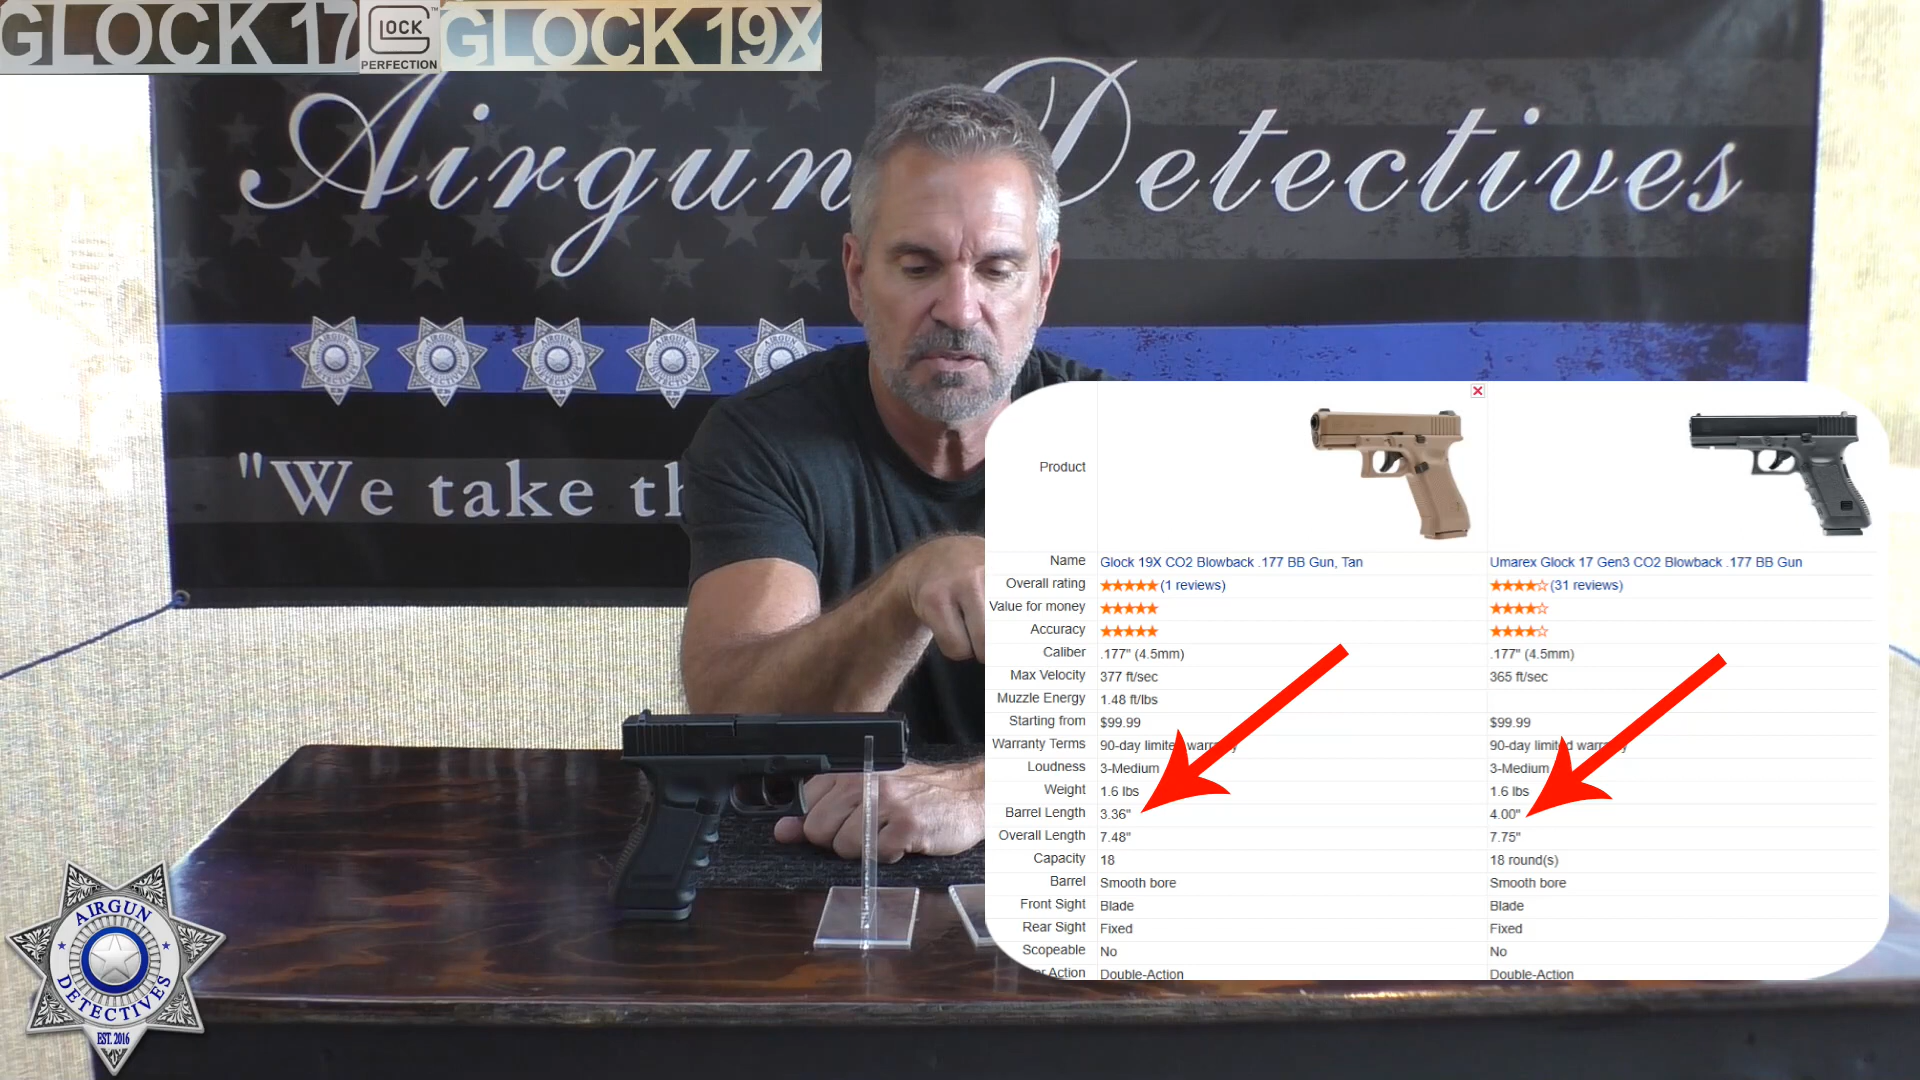 GLOCK 17
GLOCK
PERFECTION
GLOCK 19X
Airgun Detectives
"We take th
Product
Name Glock 19X CO2 Blowback .177 BB Gun, Tan Umarex Glock 17 Gen3 CO2 Blowback .177 BB Gun
Overall rating ★★★★★ (1 reviews) ★★★★☆ (31 reviews)
Value for money ★★★★★ ★★★★☆
Accuracy ★★★★★ ★★★★☆
Caliber .177" (4.5mm) .177" (4.5mm)
Max Velocity 377 ft/sec 365 ft/sec
Muzzle Energy 1.48 ft/lbs
Starting from $99.99 $99.99
Warranty Terms 90-day limited warranty 90-day limited warranty
Loudness 3-Medium 3-Medium
Weight 1.6 lbs 1.6 lbs
Barrel Length 3.36" 4.00"
Overall Length 7.48" 7.75"
Capacity 18 18 round(s)
Barrel Smooth bore Smooth bore
Front Sight Blade Blade
Rear Sight Fixed Fixed
Scopeable No No
Action Double-Action Double-Action
AIRGUN
DETECTIVES
EST. 2016